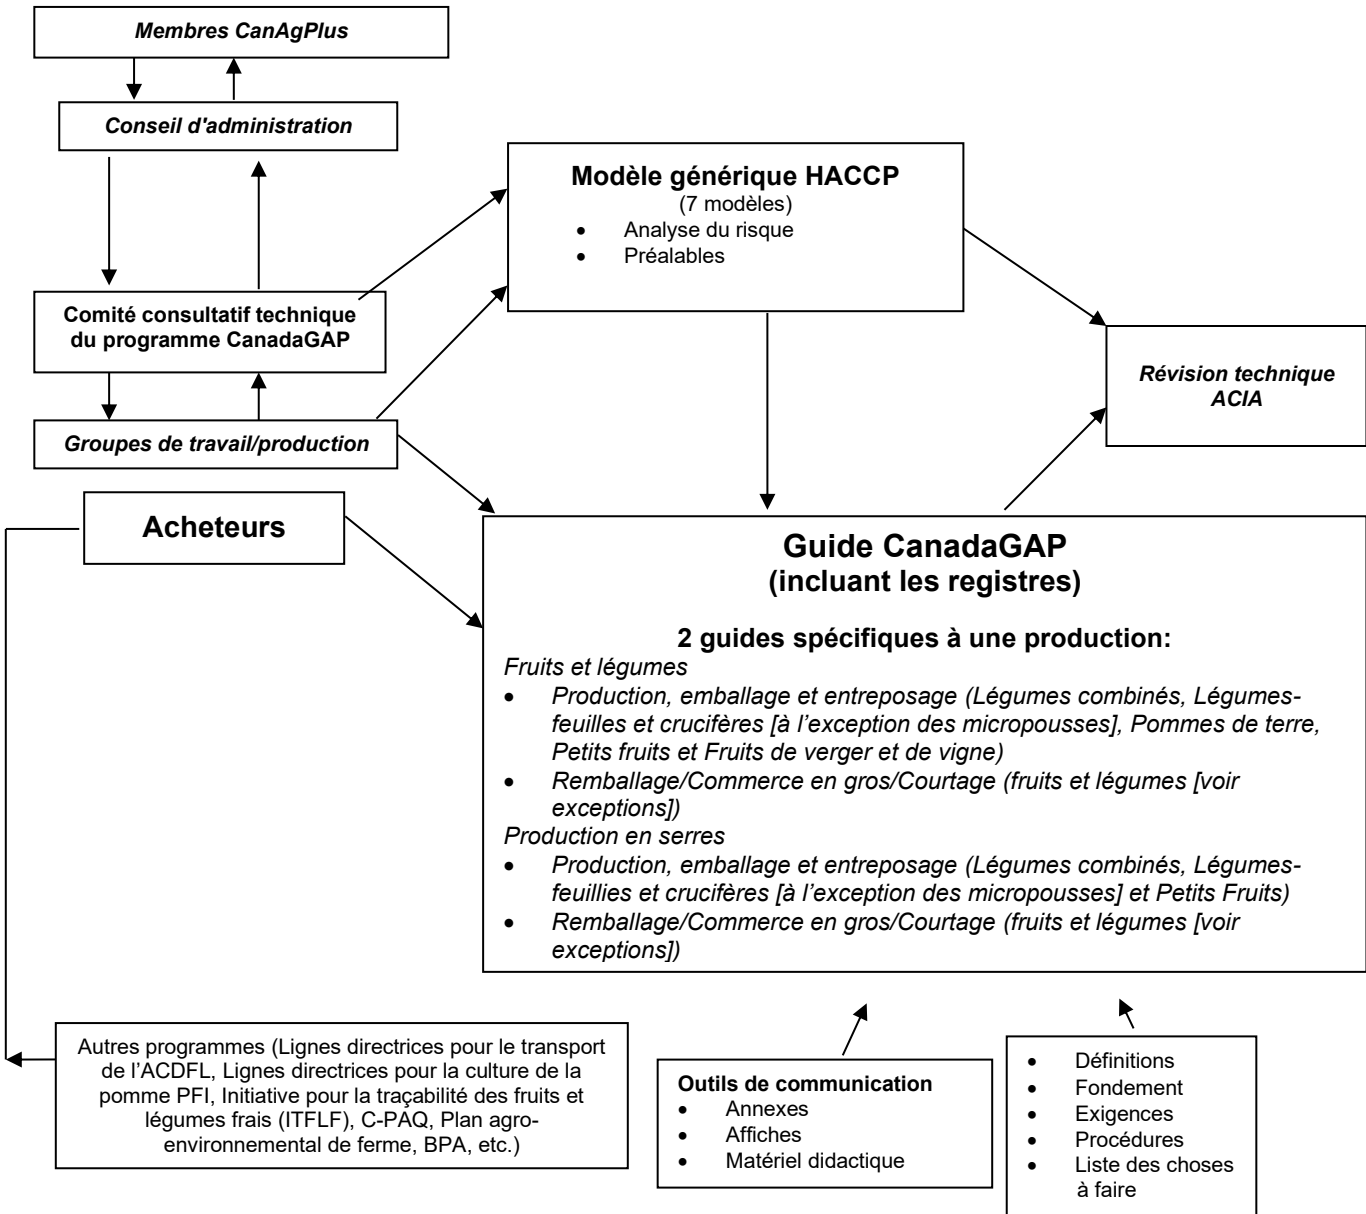 Membres CanAgPlus
Conseil d'administration
Modèle générique HACCP
(7 modèles)
• Analyse du risque
• Préalables
Comité consultatif technique
du programme CanadaGAP
Révision technique
ACIA
Groupes de travail/production
Acheteurs
Guide CanadaGAP
(incluant les registres)
2 guides spécifiques à une production:
Fruits et légumes
• Production, emballage et entreposage (Légumes combinés, Légumes-
feuilles et crucifères [à l'exception des micropousses], Pommes de terre,
Petits fruits et Fruits de verger et de vigne)
• Remballage/Commerce en gros/Courtage (fruits et légumes [voir
exceptions])
Production en serres
• Production, emballage et entreposage (Légumes combinés, Légumes-
feuillies et crucifères [à l'exception des micropousses] et Petits Fruits)
• Remballage/Commerce en gros/Courtage (fruits et légumes [voir
exceptions])
Autres programmes (Lignes directrices pour le transport
de l'ACDFL, Lignes directrices pour la culture de la
pomme PFI, Initiative pour la traçabilité des fruits et
légumes frais (ITFLF), C-PAQ, Plan agro-
environnemental de ferme, BPA, etc.)
Outils de communication
• Annexes
• Affiches
• Matériel didactique
• Définitions
• Fondement
• Exigences
• Procédures
• Liste des choses
à faire